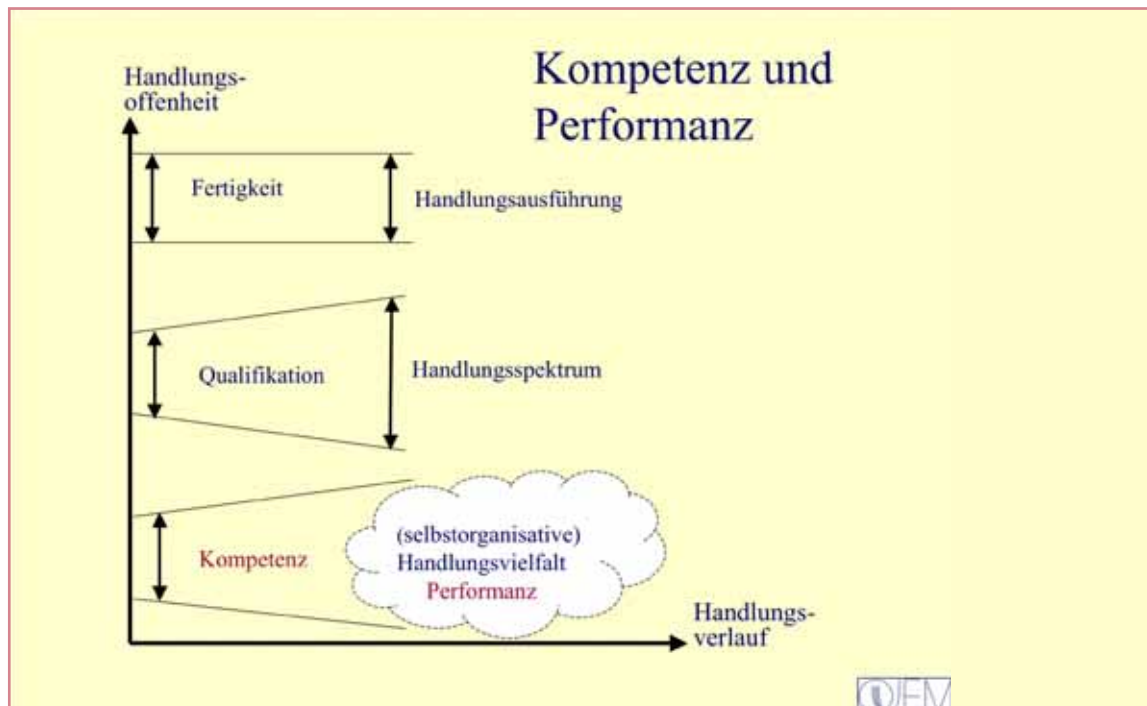 Kompetenz und
Performanz
Handlungs-
offenheit
Fertigkeit
Handlungsausführung
Qualifikation
Handlungsspektrum
Kompetenz
(selbstorganisative)
Handlungsvielfalt
Performanz
Handlungs-
verlauf